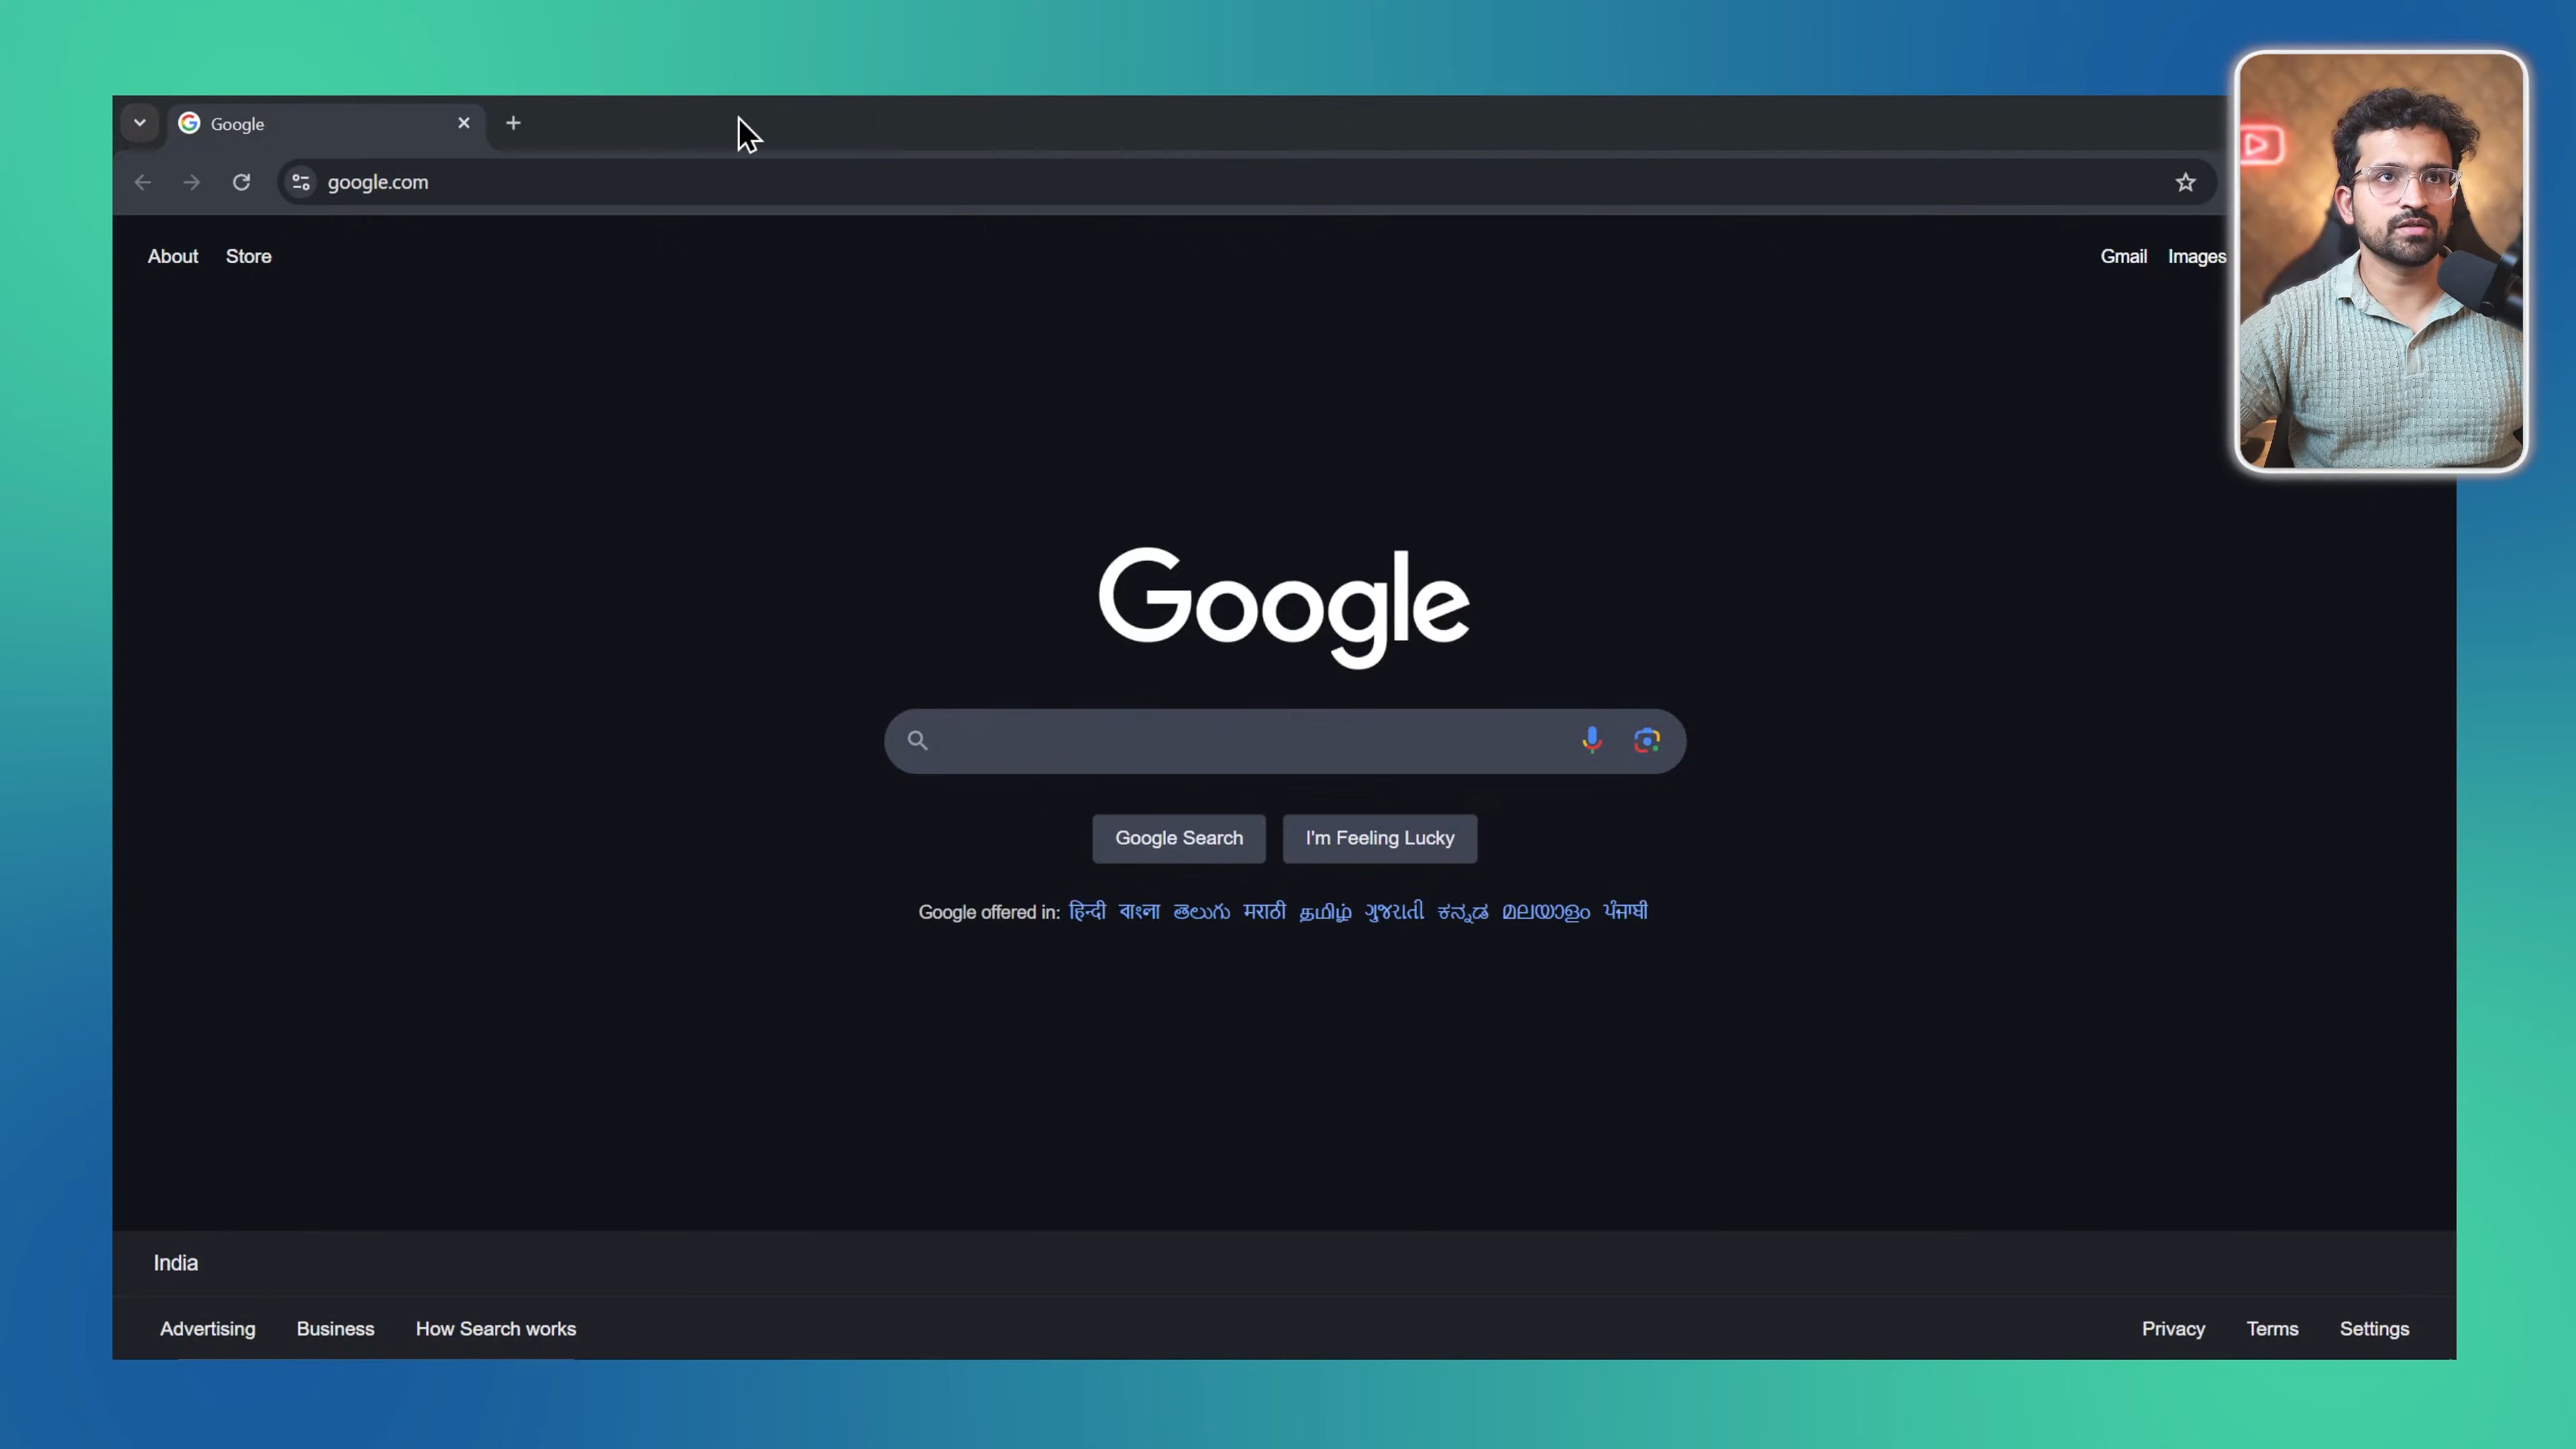 Google
google.com
About Store
Gmail Images
Google
Google Search I'm Feeling Lucky
Google offered in: हिन्दी বাংলা తెలుగు मराठी தமிழ் ગુજરાતી ಕನ್ನಡ മലയാളം ਪੰਜਾਬੀ
India
Advertising Business How Search works
Privacy Terms Settings